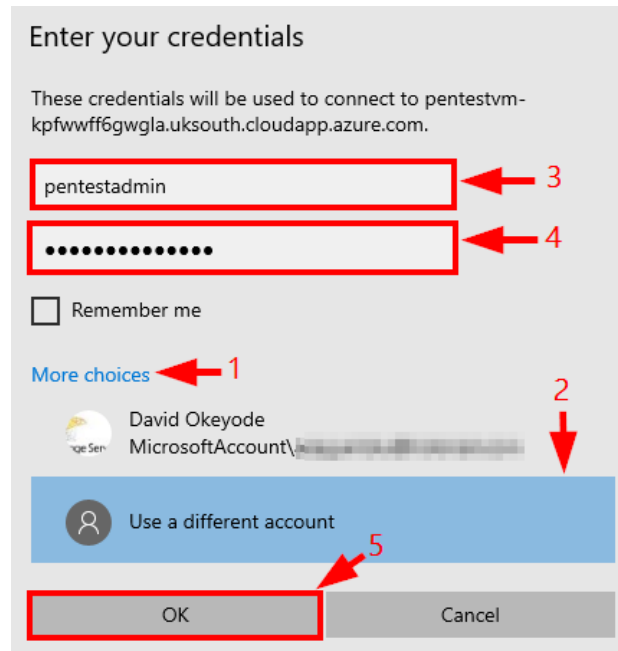 Enter your credentials
These credentials will be used to connect to pentestvm-
kpfwwff6gwgla.uksouth.cloudapp.azure.com.
pentestadmin
3
4
Remember me
More choices
1
2
David Okeyode
MicrosoftAccount\
Use a different account
5
OK
Cancel